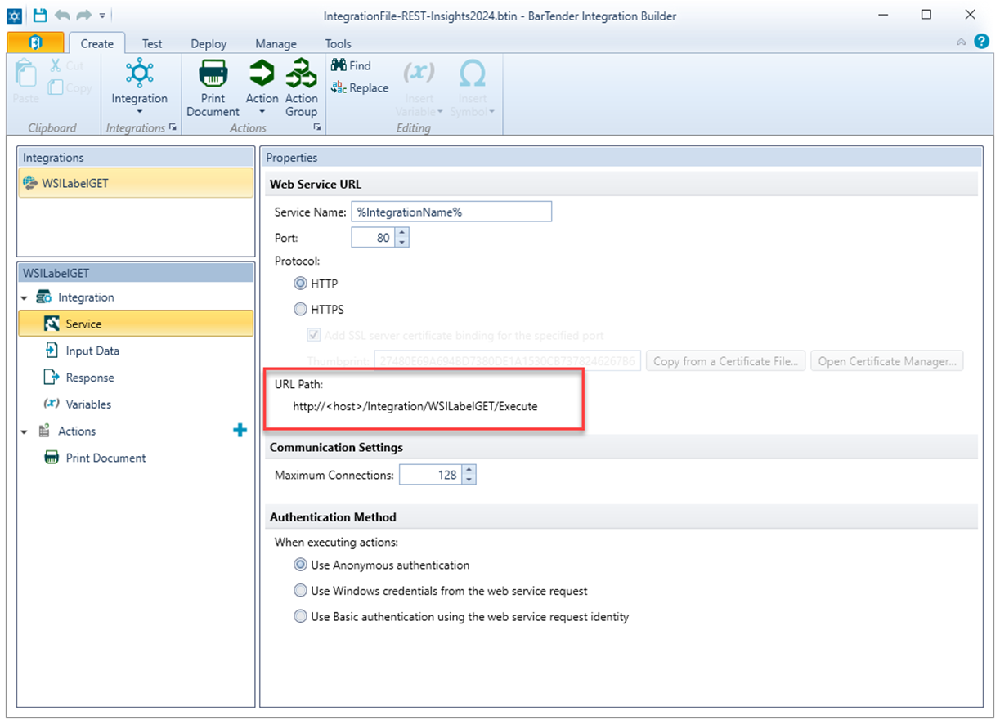 IntegrationFile-REST-Insights2024.btin - BarTender Integration Builder
Create Test Deploy Manage Tools
Paste
Cut
Copy
Clipboard
Integration
Integrations
Print Document
Action
Action Group
Actions
Find
Replace
Insert Variable
Insert Symbol
Editing
Integrations
WSILabelGET
WSILabelGET
Integration
Service
Input Data
Response
(x) Variables
Actions
Print Document
Properties
Web Service URL
Service Name: %IntegrationName%
Port: 80
Protocol:
HTTP
HTTPS
Add SSL server certificate binding for the specified port
Thumbprint: 27480E69A694BD7380DE1A1530CB7378246267B6 Copy from a Certificate File... Open Certificate Manager...
URL Path:
http://<host>/Integration/WSILabelGET/Execute
Communication Settings
Maximum Connections: 128
Authentication Method
When executing actions:
Use Anonymous authentication
Use Windows credentials from the web service request
Use Basic authentication using the web service request identity